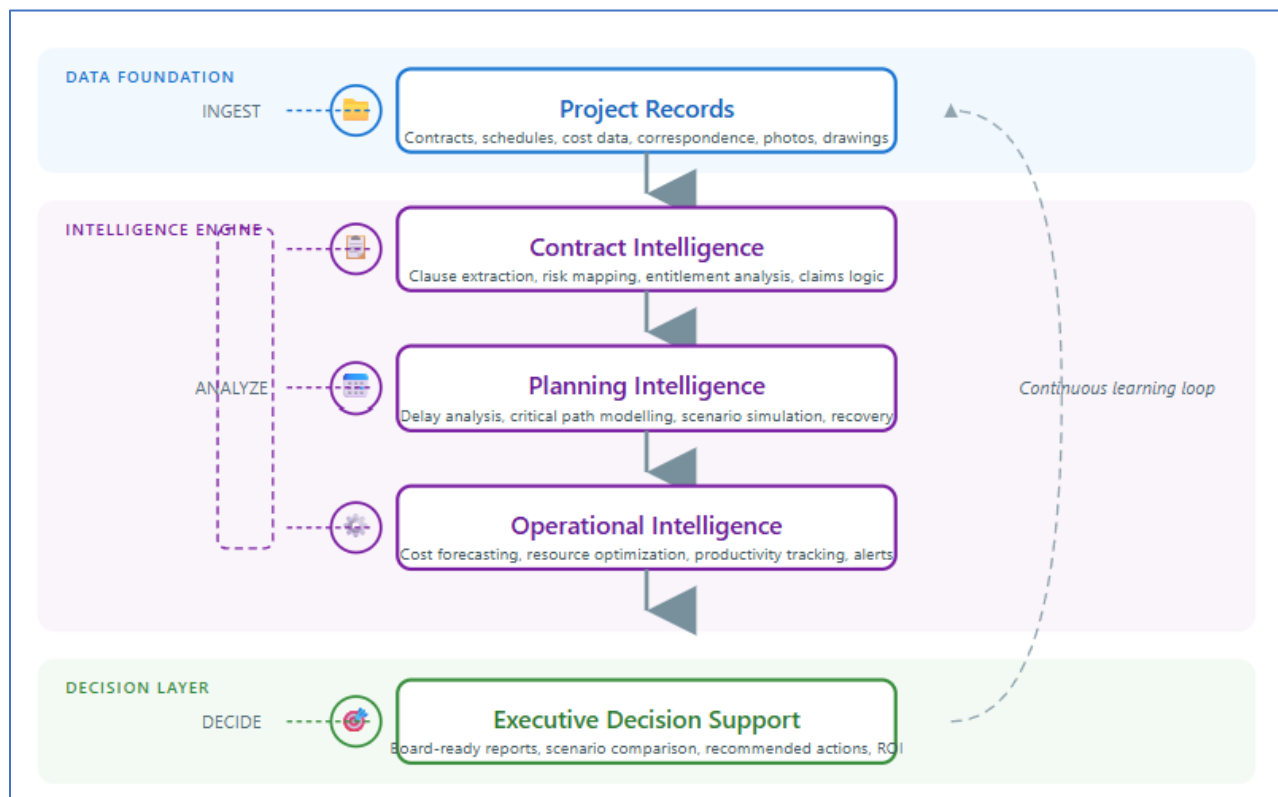 DATA FOUNDATION
INGEST
Project Records
Contracts, schedules, cost data, correspondence, photos, drawings
INTELLIGENCE ENGINE
Contract Intelligence
Clause extraction, risk mapping, entitlement analysis, claims logic
ANALYZE
Planning Intelligence
Delay analysis, critical path modelling, scenario simulation, recovery
Continuous learning loop
Operational Intelligence
Cost forecasting, resource optimization, productivity tracking, alerts
DECISION LAYER
DECIDE
Executive Decision Support
Board-ready reports, scenario comparison, recommended actions, ROI